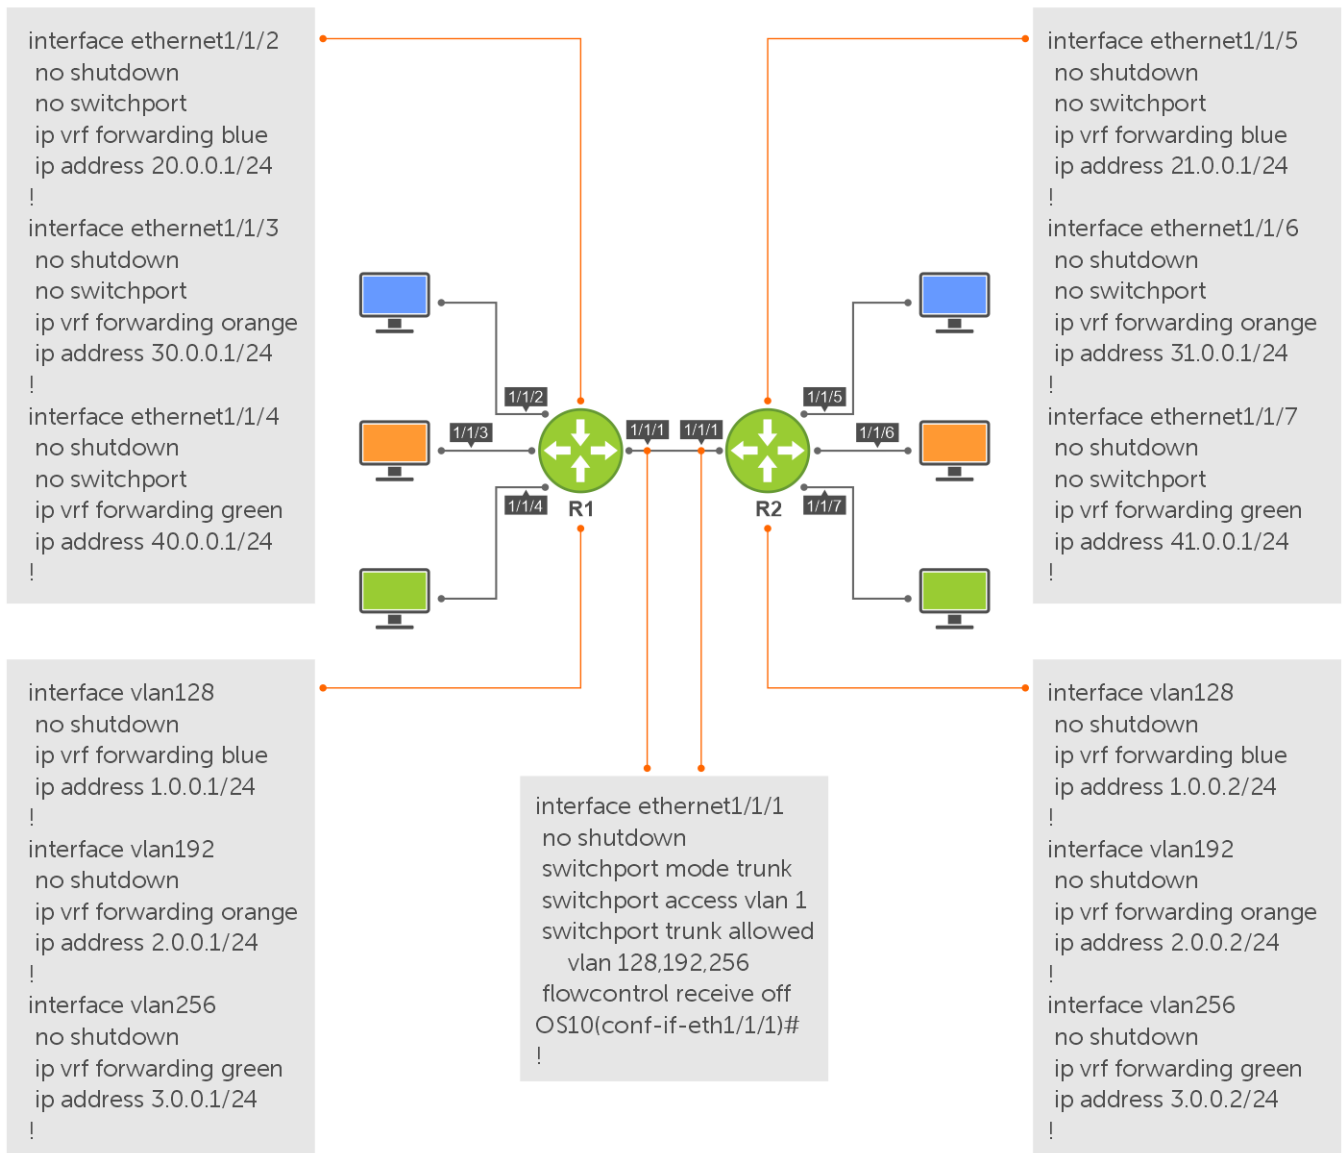 interface ethernet1/1/2
no shutdown
no switchport
ip vrf forwarding blue
ip address 20.0.0.1/24
!
interface ethernet1/1/3
no shutdown
no switchport
ip vrf forwarding orange
ip address 30.0.0.1/24
!
interface ethernet1/1/4
no shutdown
no switchport
ip vrf forwarding green
ip address 40.0.0.1/24
!
interface ethernet1/1/5
no shutdown
no switchport
ip vrf forwarding blue
ip address 21.0.0.1/24
!
interface ethernet1/1/6
no shutdown
no switchport
ip vrf forwarding orange
ip address 31.0.0.1/24
!
interface ethernet1/1/7
no shutdown
no switchport
ip vrf forwarding green
ip address 41.0.0.1/24
!
1/1/2
1/1/3
1/1/4
R1
1/1/1
1/1/1
R2
1/1/5
1/1/6
1/1/7
interface vlan128
no shutdown
ip vrf forwarding blue
ip address 1.0.0.1/24
!
interface vlan192
no shutdown
ip vrf forwarding orange
ip address 2.0.0.1/24
!
interface vlan256
no shutdown
ip vrf forwarding green
ip address 3.0.0.1/24
!
interface ethernet1/1/1
no shutdown
switchport mode trunk
switchport access vlan 1
switchport trunk allowed
vlan 128,192,256
flowcontrol receive off
OS10(conf-if-eth1/1/1)#
!
interface vlan128
no shutdown
ip vrf forwarding blue
ip address 1.0.0.2/24
!
interface vlan192
no shutdown
ip vrf forwarding orange
ip address 2.0.0.2/24
!
interface vlan256
no shutdown
ip vrf forwarding green
ip address 3.0.0.2/24
!